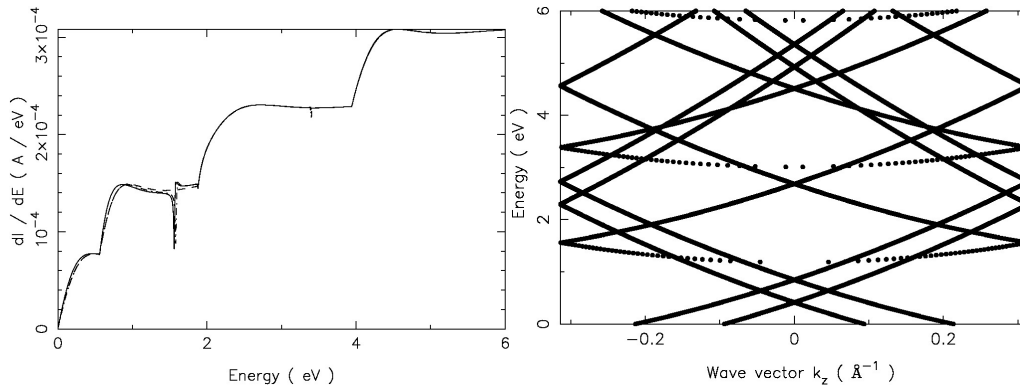 dI / dE ( A / eV )
3×10⁻⁴
2×10⁻⁴
10⁻⁴
0
0 2 4 6
Energy ( eV )
Energy ( eV )
6
4
2
0
−0.2 0 0.2
Wave vector k_z ( Å⁻¹ )